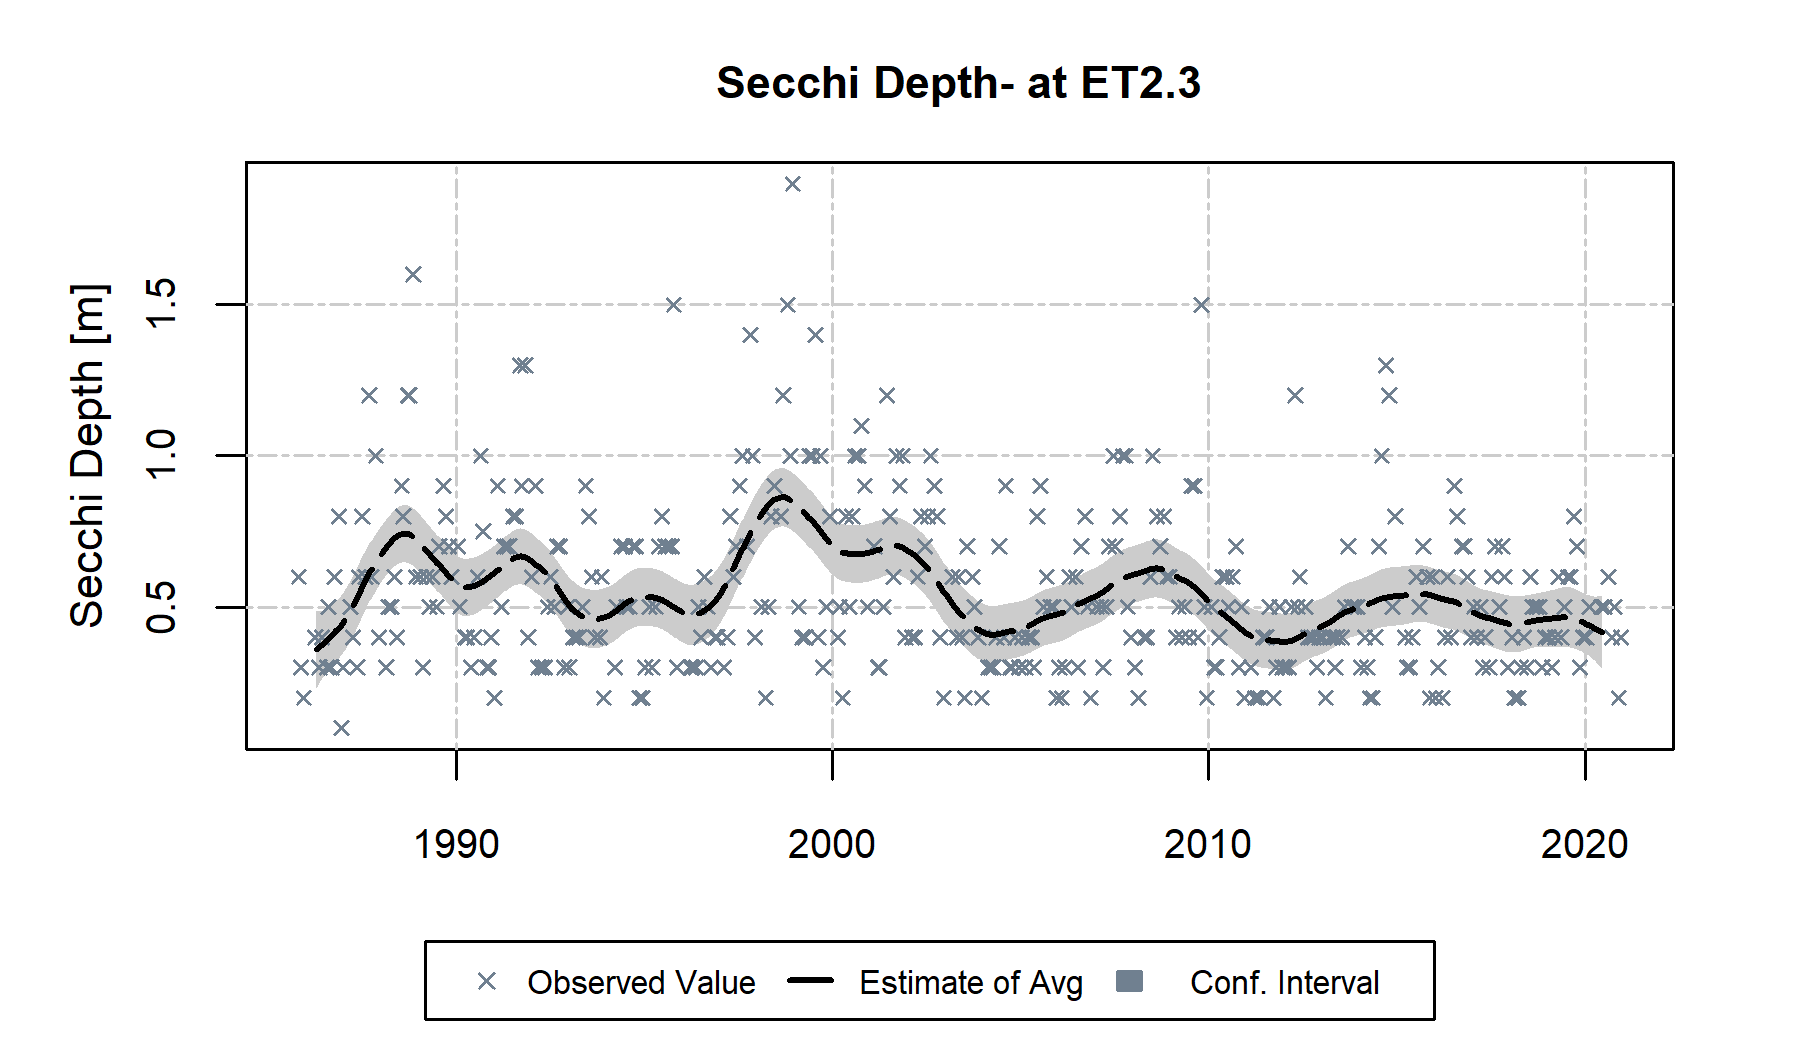 Secchi Depth- at ET2.3
Secchi Depth [m]
1.5
1.0
0.5
1990 2000 2010 2020
Observed Value Estimate of Avg Conf. Interval